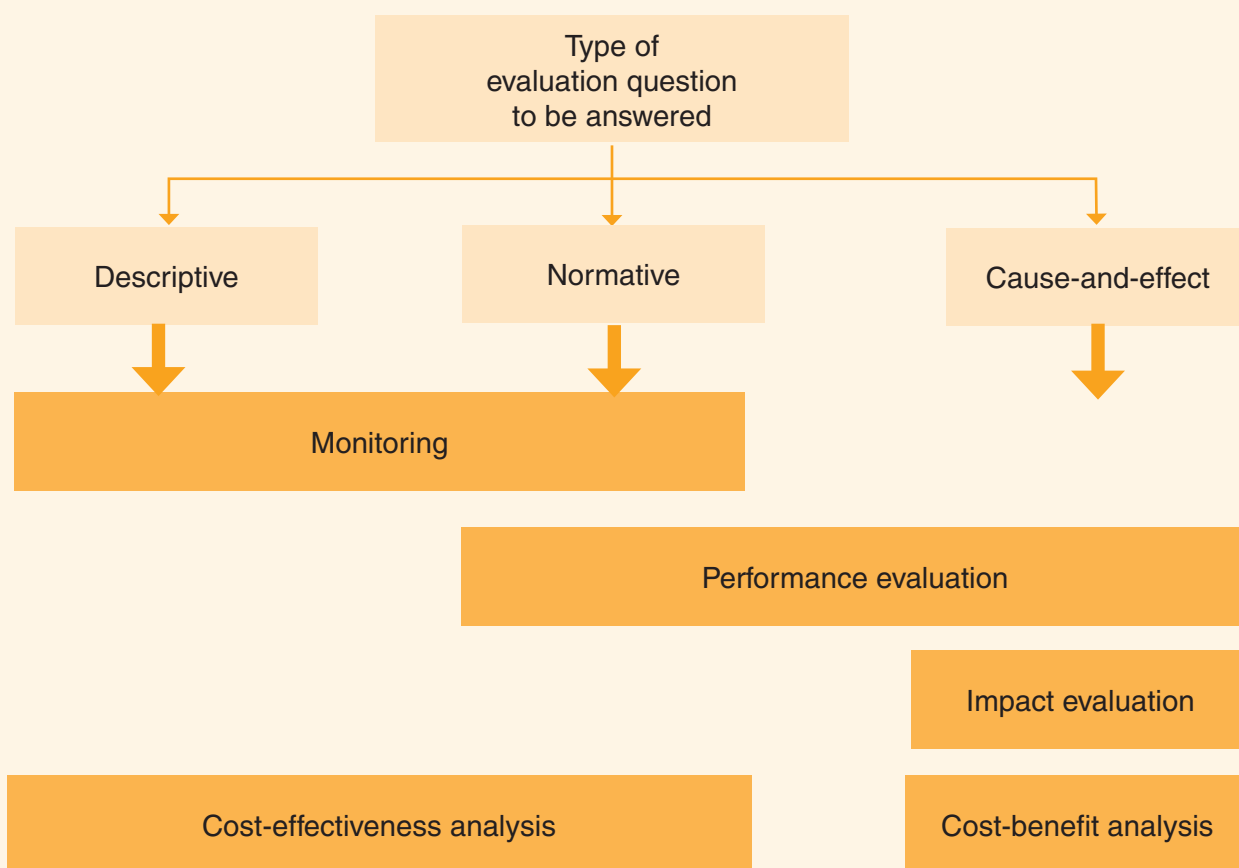 Type of
evaluation question
to be answered
Descriptive
Normative
Cause-and-effect
Monitoring
Performance evaluation
Impact evaluation
Cost-effectiveness analysis
Cost-benefit analysis